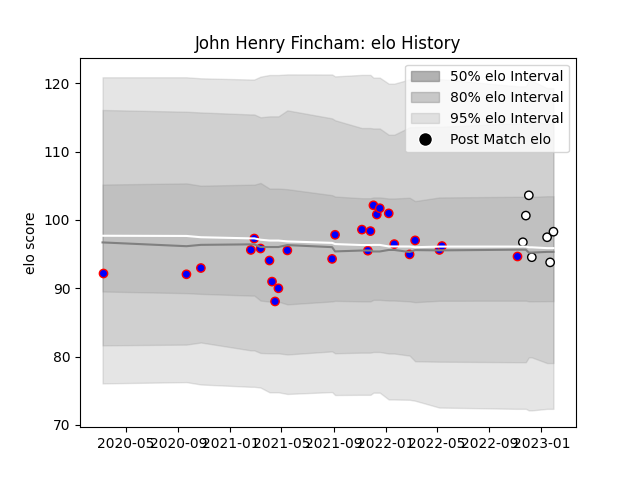 John Henry Fincham: elo History
50% elo Interval
80% elo Interval
95% elo Interval
Post Match elo
elo score
120
110
100
90
80
70
2020-05 2020-09 2021-01 2021-05 2021-09 2022-01 2022-05 2022-09 2023-01